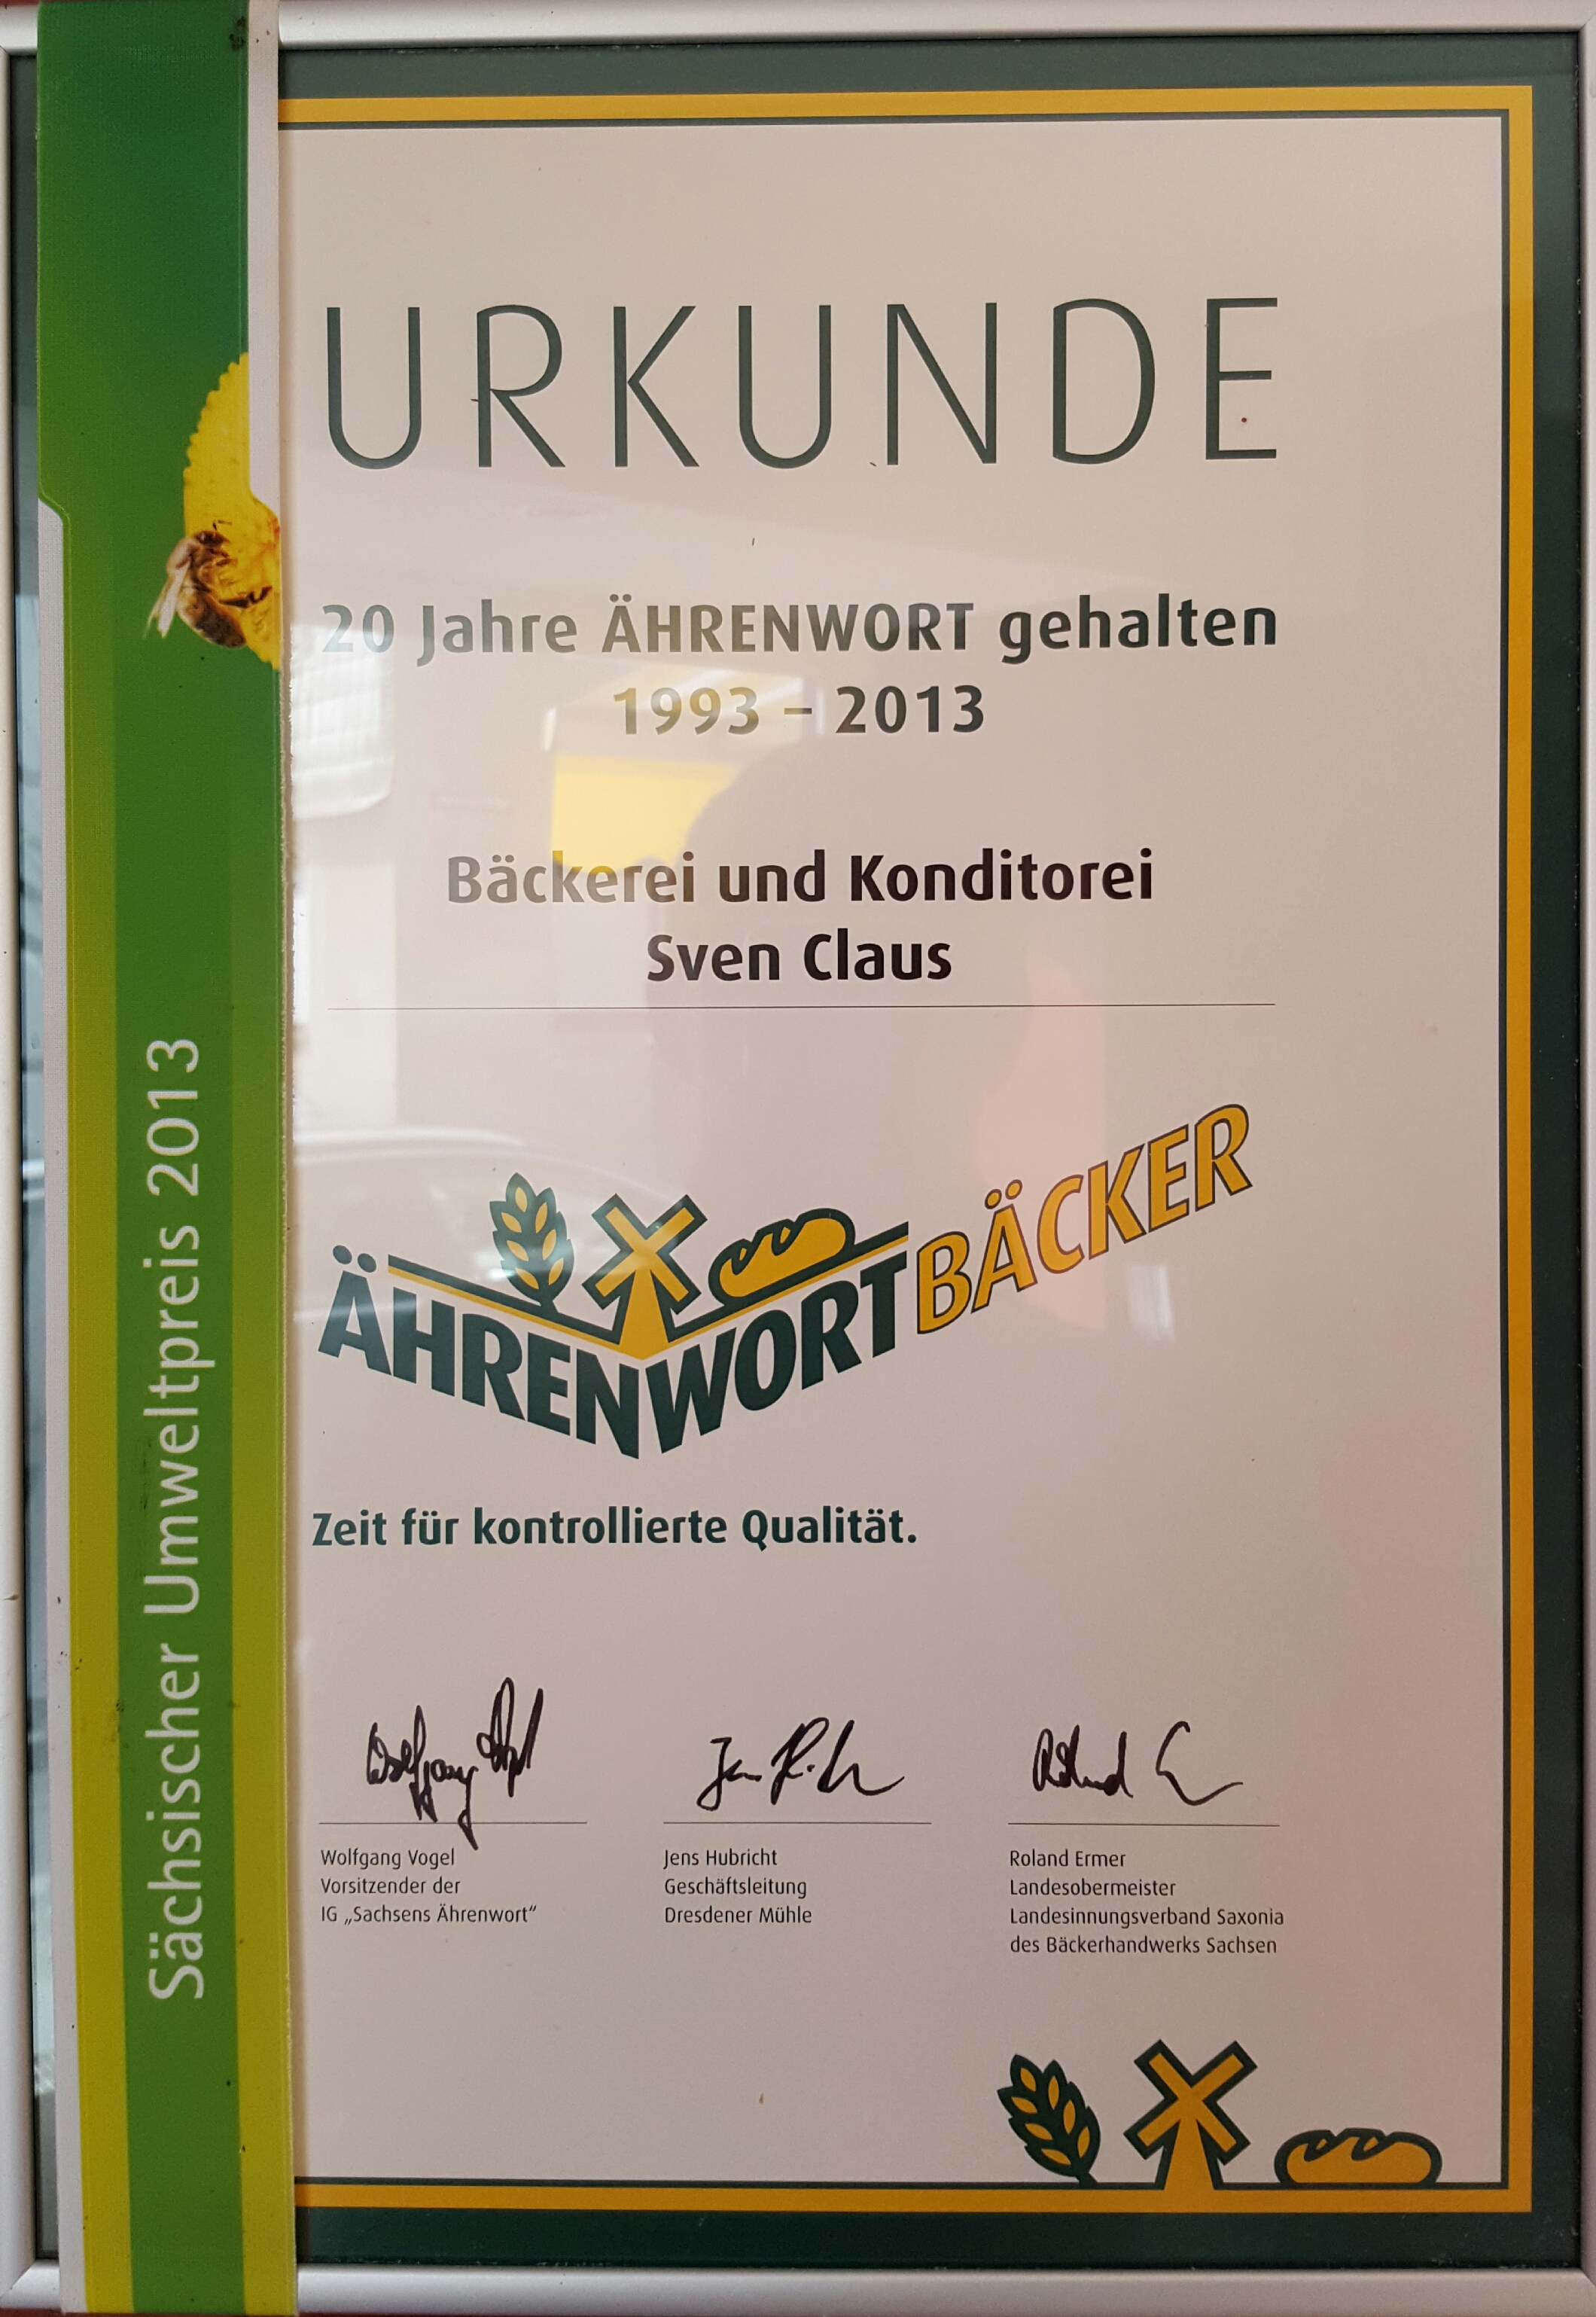 Sächsischer Umweltpreis 2013
URKUNDE
20 Jahre ÄHRENWORT gehalten
1993 – 2013
Bäckerei und Konditorei
Sven Claus
ÄHRENWORTBÄCKER
Zeit für kontrollierte Qualität.
Wolfgang Vogel
Vorsitzender der
IG „Sachsens Ährenwort“
Jens Hubricht
Geschäftsleitung
Dresdener Mühle
Roland Ermer
Landesobermeister
Landesinnungsverband Saxonia
des Bäckerhandwerks Sachsen